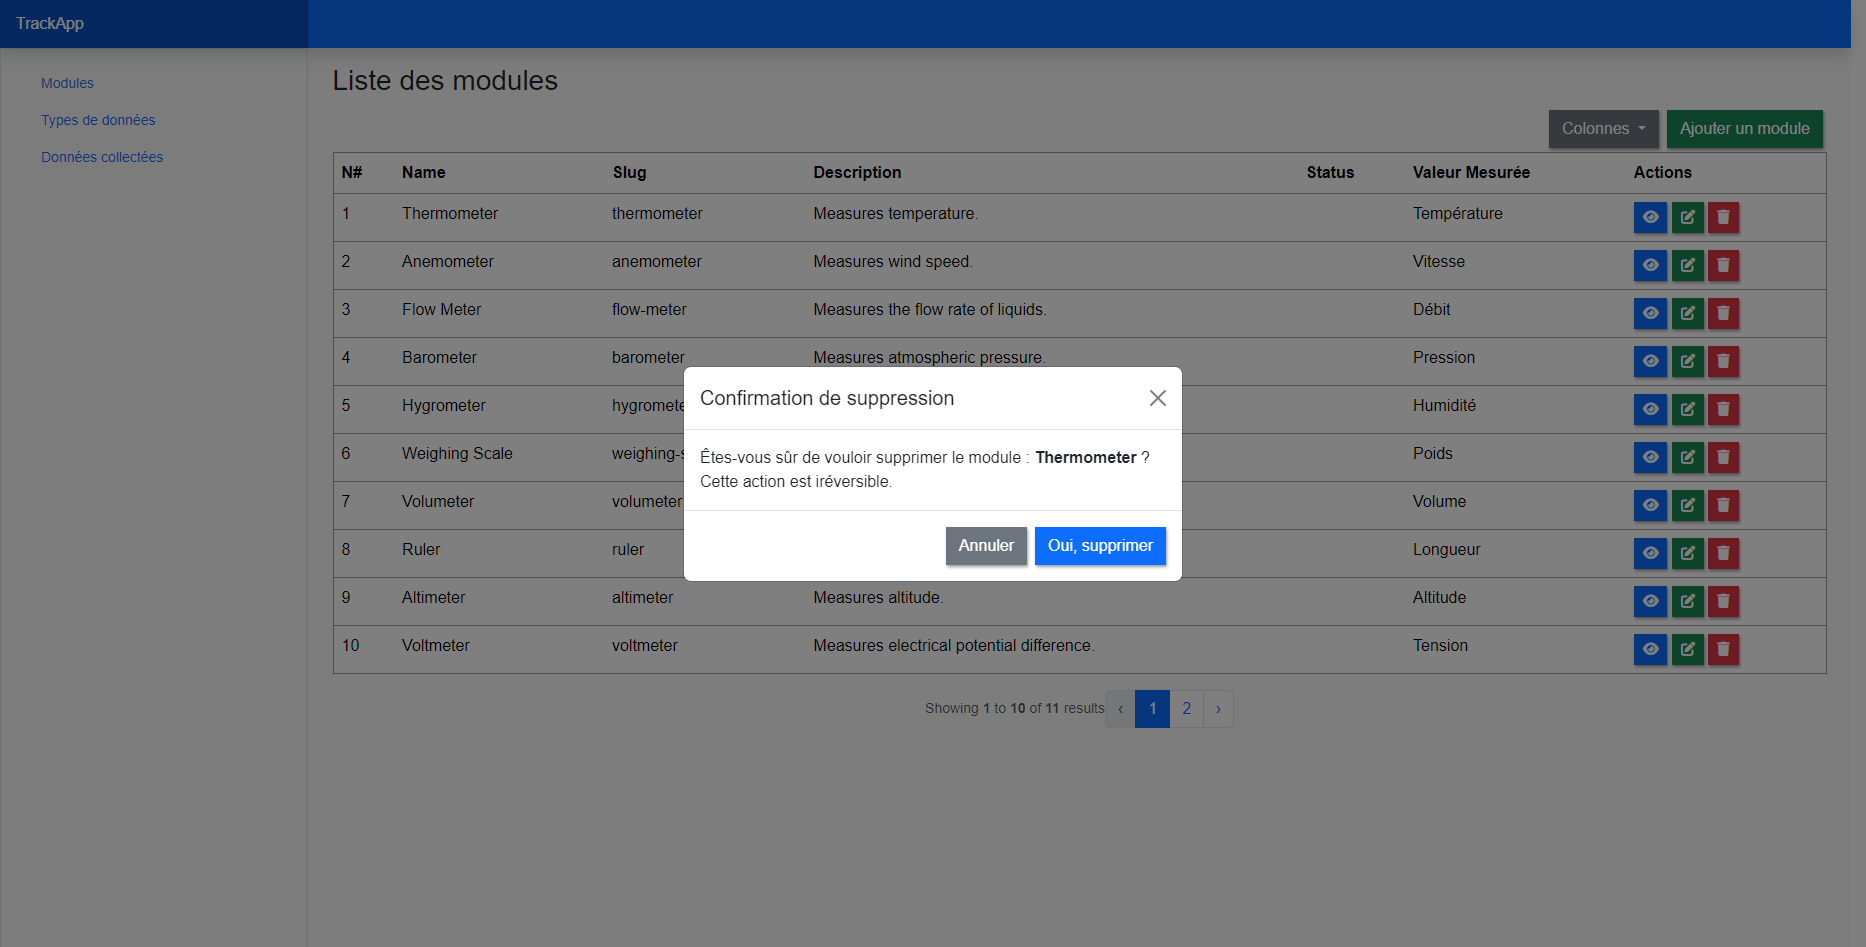 TrackApp
Modules
Types de données
Données collectées
Liste des modules
Colonnes Ajouter un module
N# Name Slug Description Status Valeur Mesurée Actions
1 Thermometer thermometer Measures temperature. Température
2 Anemometer anemometer Measures wind speed. Vitesse
3 Flow Meter flow-meter Measures the flow rate of liquids. Débit
4 Barometer barometer Measures atmospheric pressure. Pression
5 Hygrometer hygromete Humidité
6 Weighing Scale weighing-s Poids
7 Volumeter volumeter Volume
8 Ruler ruler Longueur
9 Altimeter altimeter Measures altitude. Altitude
10 Voltmeter voltmeter Measures electrical potential difference. Tension
Confirmation de suppression
Êtes-vous sûr de vouloir supprimer le module : Thermometer ?
Cette action est iréversible.
Annuler Oui, supprimer
Showing 1 to 10 of 11 results ‹ 1 2 ›